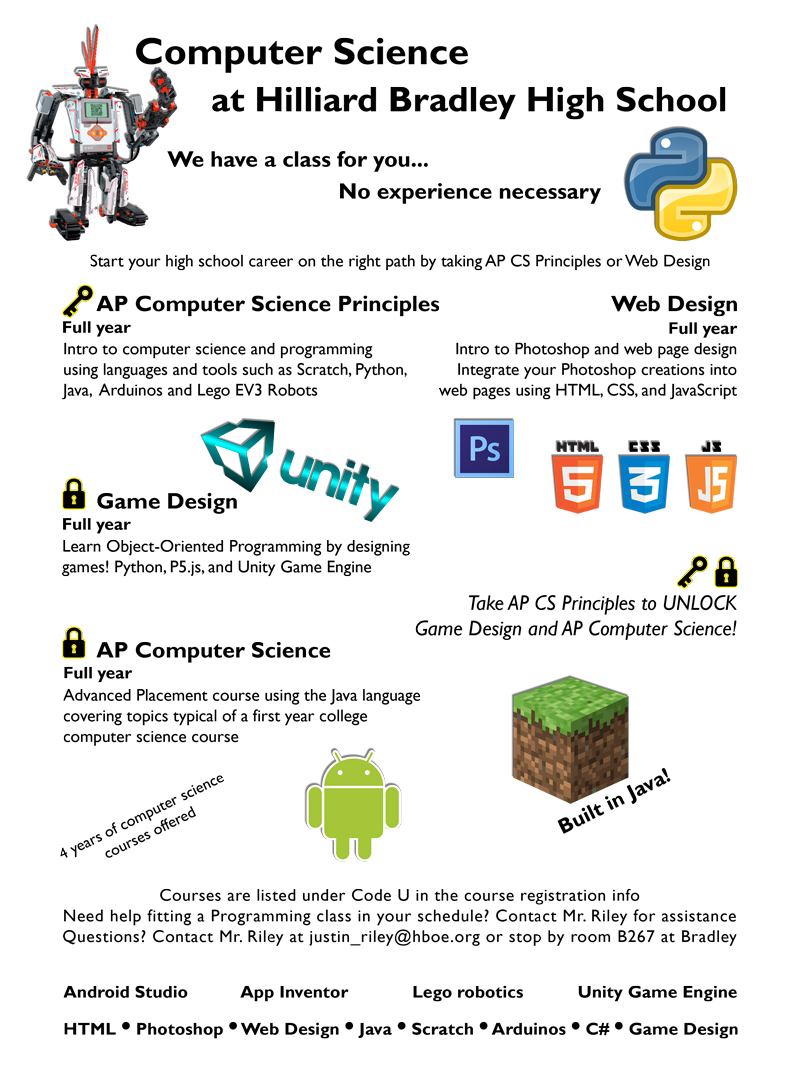 Computer Science
at Hilliard Bradley High School
We have a class for you...
No experience necessary
Start your high school career on the right path by taking AP CS Principles or Web Design
AP Computer Science Principles
Full year
Intro to computer science and programming
using languages and tools such as Scratch, Python,
Java, Arduinos and Lego EV3 Robots
Web Design
Full year
Intro to Photoshop and web page design
Integrate your Photoshop creations into
web pages using HTML, CSS, and JavaScript
unity
Ps
HTML CSS JS
5 3 JS
Game Design
Full year
Learn Object-Oriented Programming by designing
games! Python, P5.js, and Unity Game Engine
Take AP CS Principles to UNLOCK
Game Design and AP Computer Science!
AP Computer Science
Full year
Advanced Placement course using the Java language
covering topics typical of a first year college
computer science course
4 years of computer science
courses offered
Built in Java!
Courses are listed under Code U in the course registration info
Need help fitting a Programming class in your schedule? Contact Mr. Riley for assistance
Questions? Contact Mr. Riley at justin_riley@hboe.org or stop by room B267 at Bradley
Android Studio App Inventor Lego robotics Unity Game Engine
HTML • Photoshop • Web Design • Java • Scratch • Arduinos • C# • Game Design